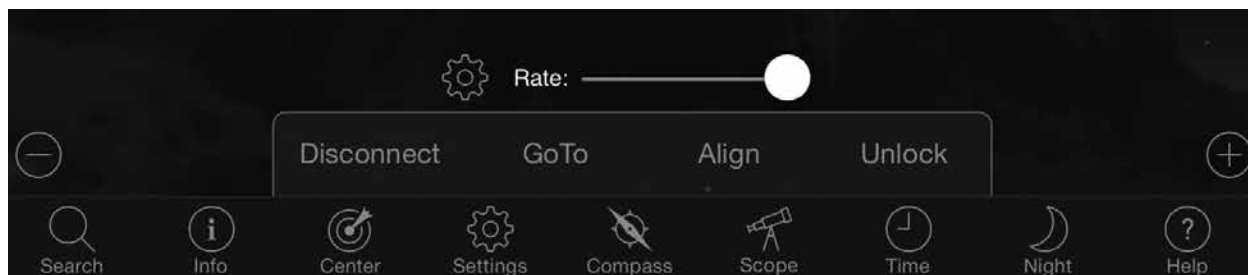 Rate:
Disconnect GoTo Align Unlock
Search Info Center Settings Compass Scope Time Night Help